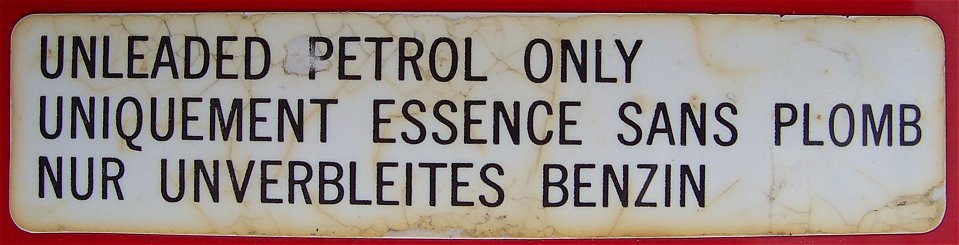 UNLEADED PETROL ONLY
UNIQUEMENT ESSENCE SANS PLOMB
NUR UNVERBLEITES BENZIN